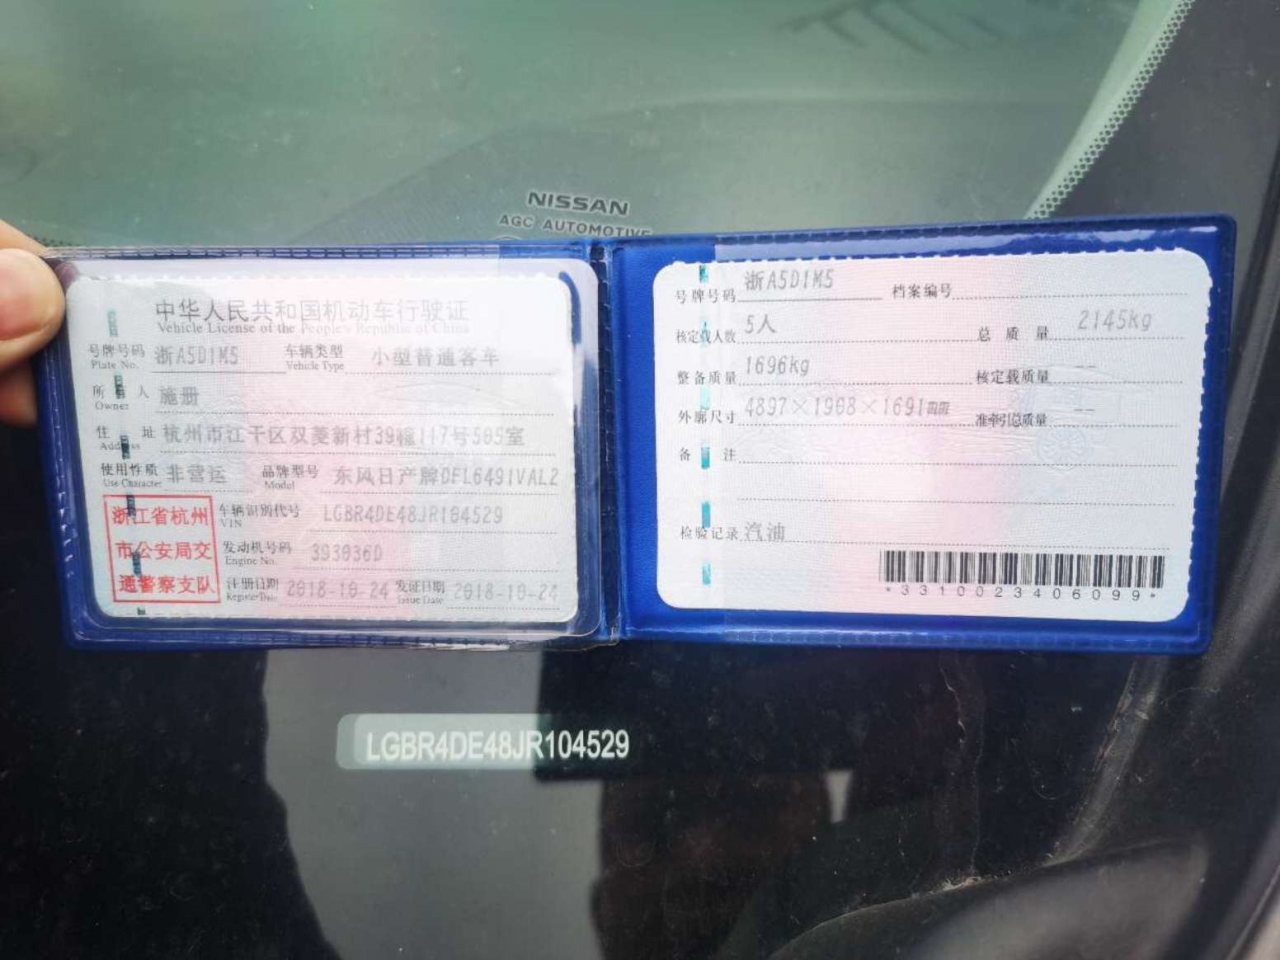 NISSAN
AGC AUTOMOTIVE
中华人民共和国机动车行驶证
Vehicle License of the People's Republic of China
号牌号码 Plate No. 浙A5D1M5 车辆类型 Vehicle Type 小型普通客车
所有人 Owner 施册
住址 Address 杭州市江干区双菱新村39幢117号505室
使用性质 Use Character 非营运 品牌型号 Model 东风日产牌DFL6491VAL2
浙江省杭州
市公安局交
通警察支队
车辆识别代号 VIN LGBR4DE48JR104529
发动机号码 Engine No. 393036D
注册日期 Register Date 2018-10-24 发证日期 Issue Date 2018-10-24
号牌号码 浙A5D1M5 档案编号
核定载人数 5人 总质量 2145kg
整备质量 1696kg 核定载质量 --
外廓尺寸 4897×1908×1691mm 准牵引总质量 --
备注
检验记录 汽油
*3310023406099*
LGBR4DE48JR104529